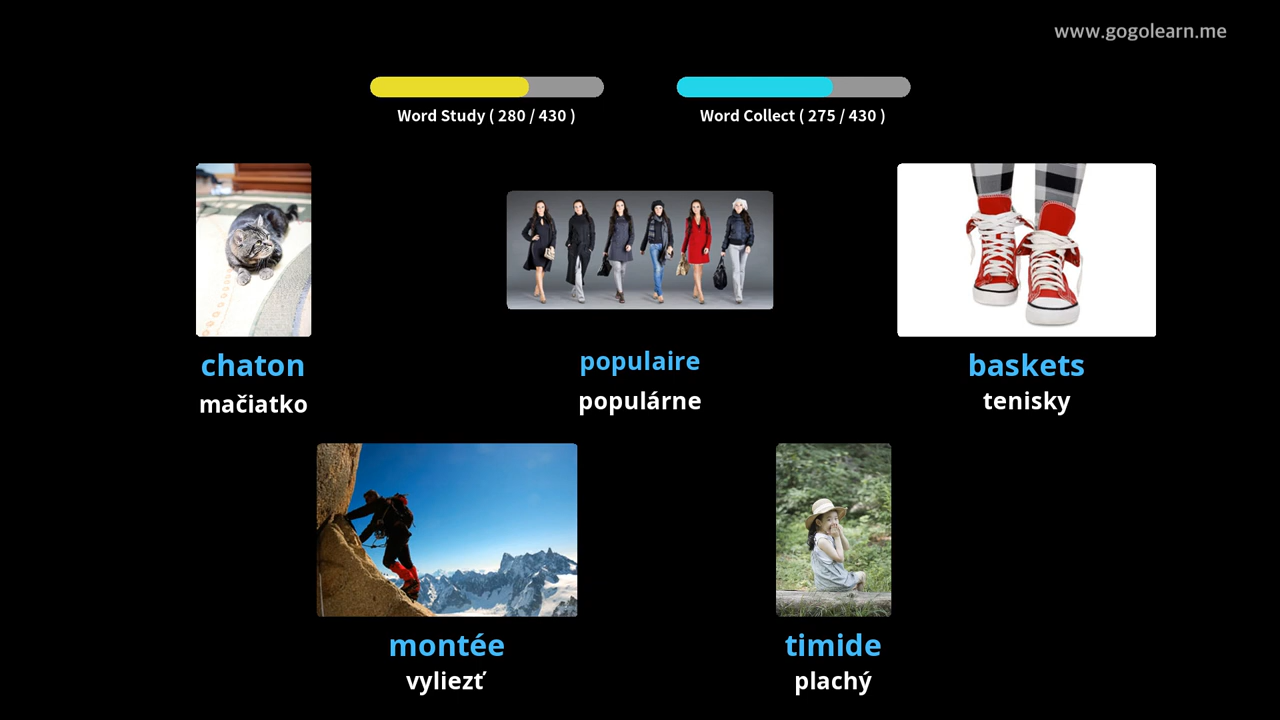 www.gogolearn.me
Word Study ( 280 / 430 )
Word Collect ( 275 / 430 )
chaton
mačiatko
populaire
populárne
baskets
tenisky
montée
vyliezť
timide
plachý